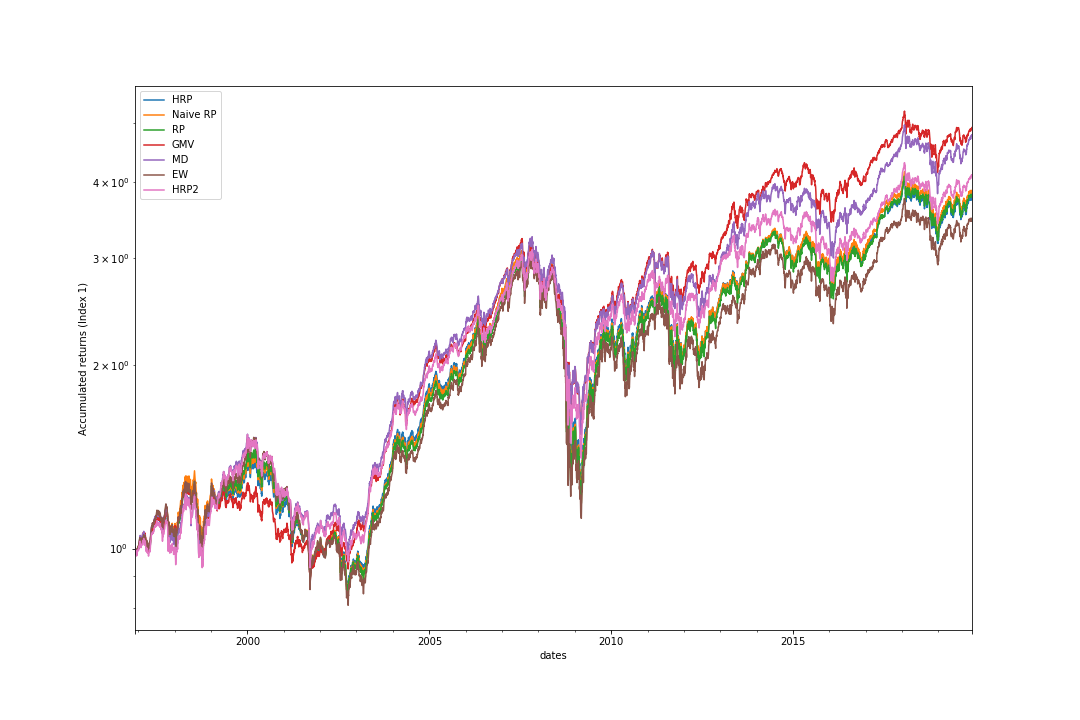 HRP
Naive RP
RP
GMV
MD
EW
HRP2
4 × 10⁰
3 × 10⁰
2 × 10⁰
10⁰
Accumulated returns (Index 1)
2000 2005 2010 2015
dates